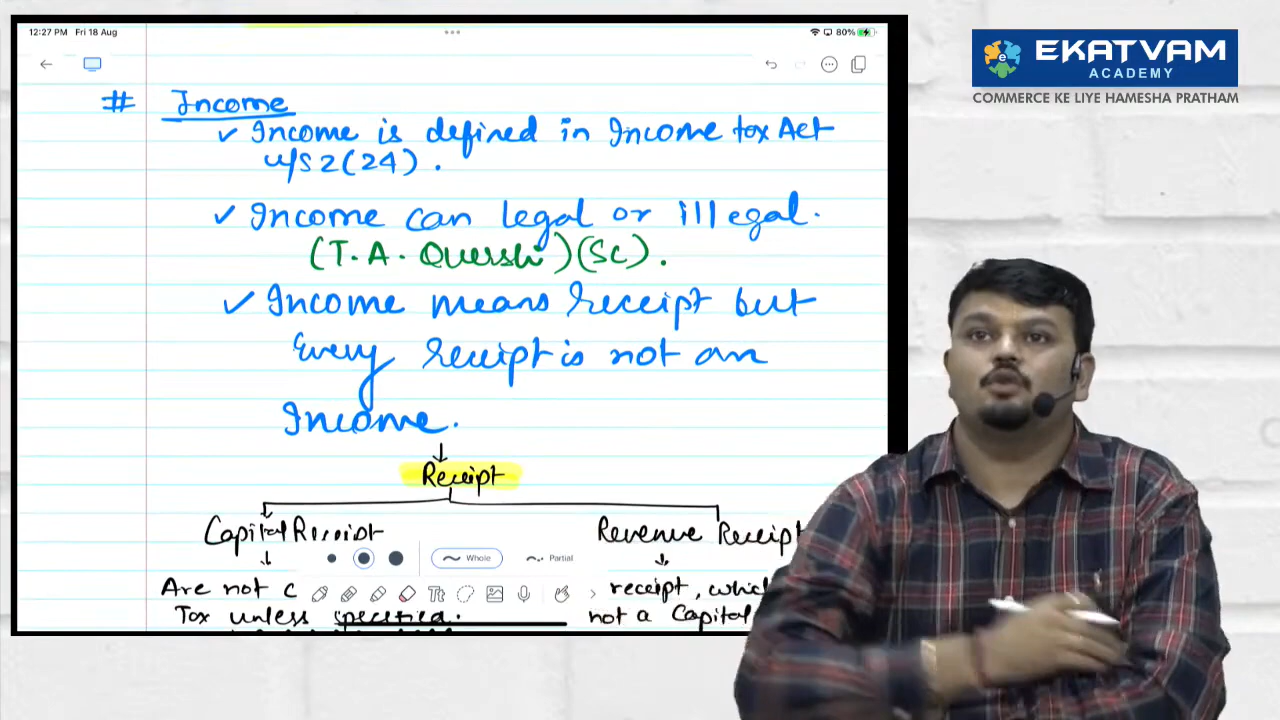 12:27 PM Fri 18 Aug
80%
EKATVAM
ACADEMY
COMMERCE KE LIYE HAMESHA PRATHAM
# Income
✓ Income is defined in Income tax Act
u/s 2(24).
✓ Income can legal or illegal.
(T.A. Quershi)(SC).
✓ Income means receipt but
Every receipt is not an
Income.
↓
Receipt
Capital Receipt
Revenue Receipt
↓
↓
Are not c
receipt, which
Tax unless specified.
not a Capital
Whole
Partial